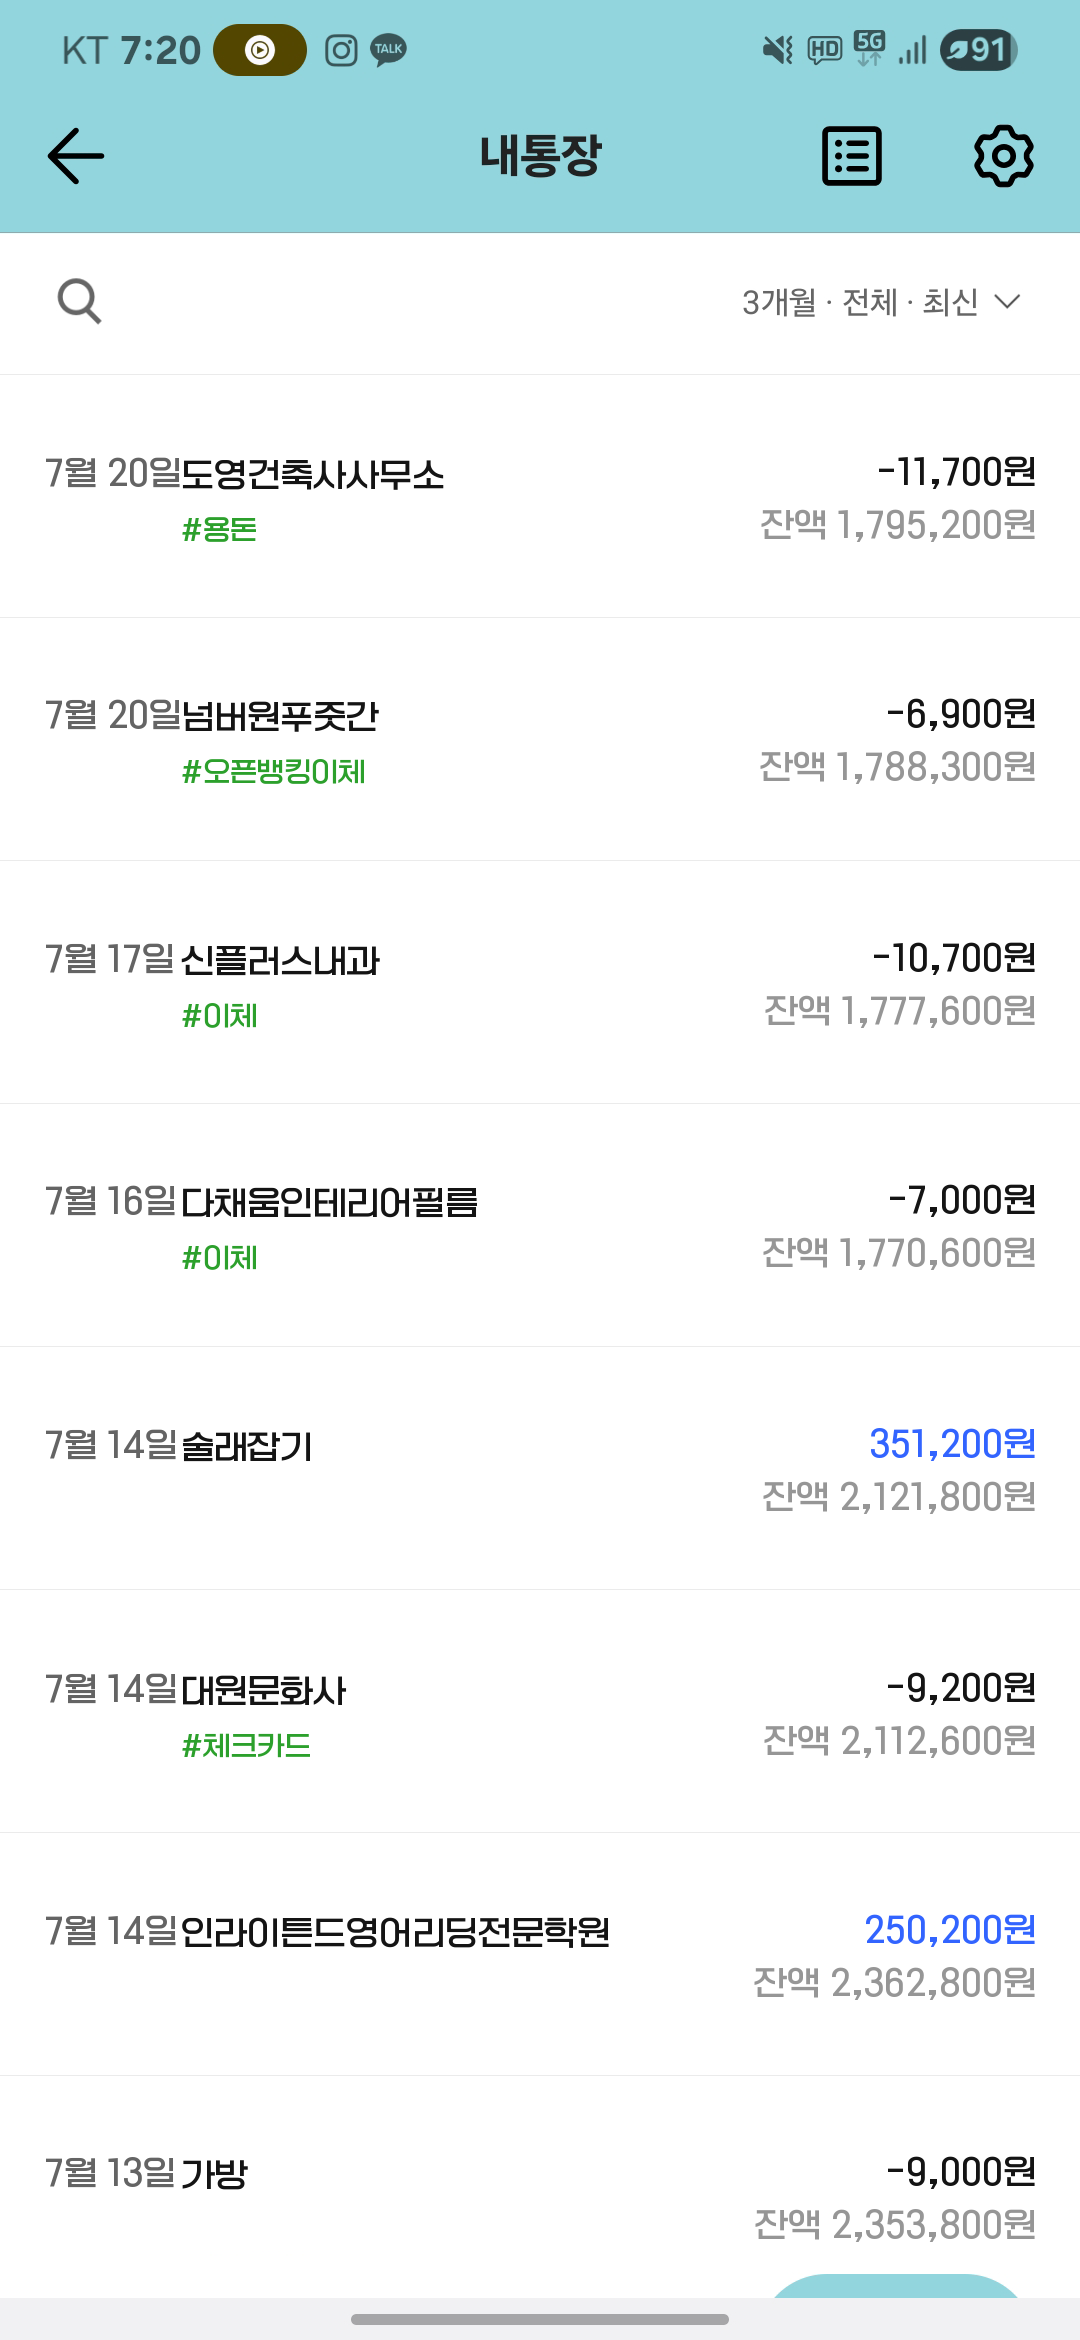 KT 7:20 TALK HD 5G 91
내통장
3개월 · 전체 · 최신
7월 20일 도영건축사사무소 -11,700원
#용돈 잔액 1,795,200원
7월 20일 넘버원푸줏간 -6,900원
#오픈뱅킹이체 잔액 1,788,300원
7월 17일 신플러스내과 -10,700원
#이체 잔액 1,777,600원
7월 16일 다채움인테리어필름 -7,000원
#이체 잔액 1,770,600원
7월 14일 술래잡기 351,200원
잔액 2,121,800원
7월 14일 대원문화사 -9,200원
#체크카드 잔액 2,112,600원
7월 14일 인라이튼드영어리딩전문학원 250,200원
잔액 2,362,800원
7월 13일 가방 -9,000원
잔액 2,353,800원